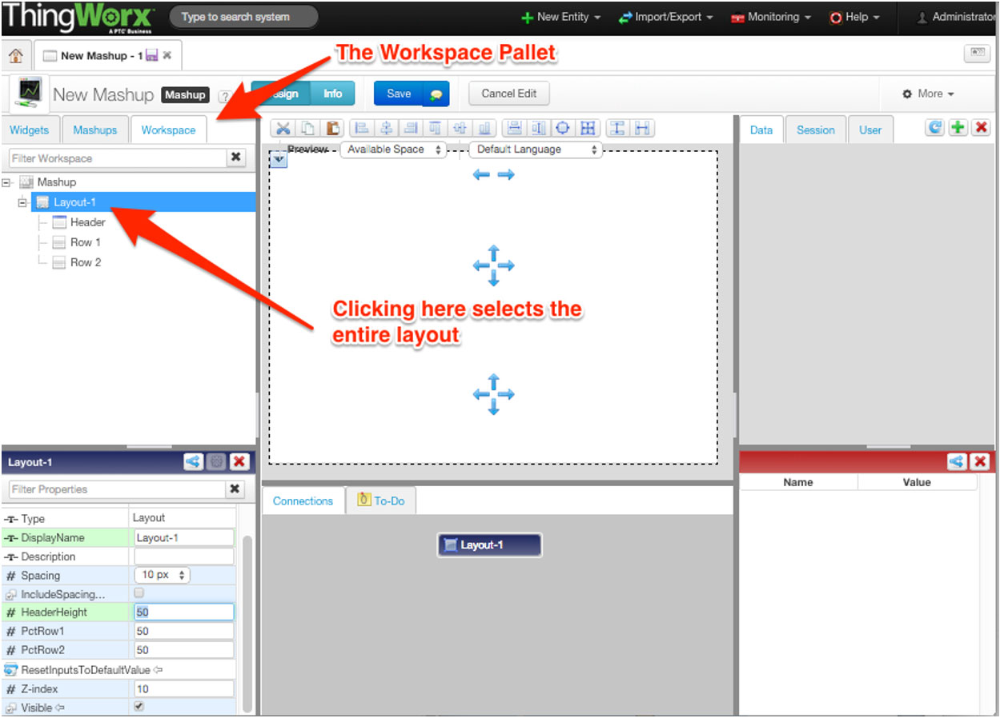 ThingWorx
A PTC Business
Type to search system
New Entity
Import/Export
Monitoring
Help
Administrator
New Mashup - 1
The Workspace Pallet
New Mashup
Mashup
?
esign
Info
Save
Cancel Edit
More
Widgets
Mashups
Workspace
Data
Session
User
Filter Workspace
Preview
Available Space
Default Language
Mashup
Layout-1
Header
Row 1
Row 2
Clicking here selects the
entire layout
Layout-1
Filter Properties
Name
Value
Connections
To-Do
Layout-1
-T- Type Layout
-T- DisplayName Layout-1
-T- Description
# Spacing 10 px
IncludeSpacing...
# HeaderHeight 50
# PctRow1 50
# PctRow2 50
ResetInputsToDefaultValue
# Z-index 10
Visible